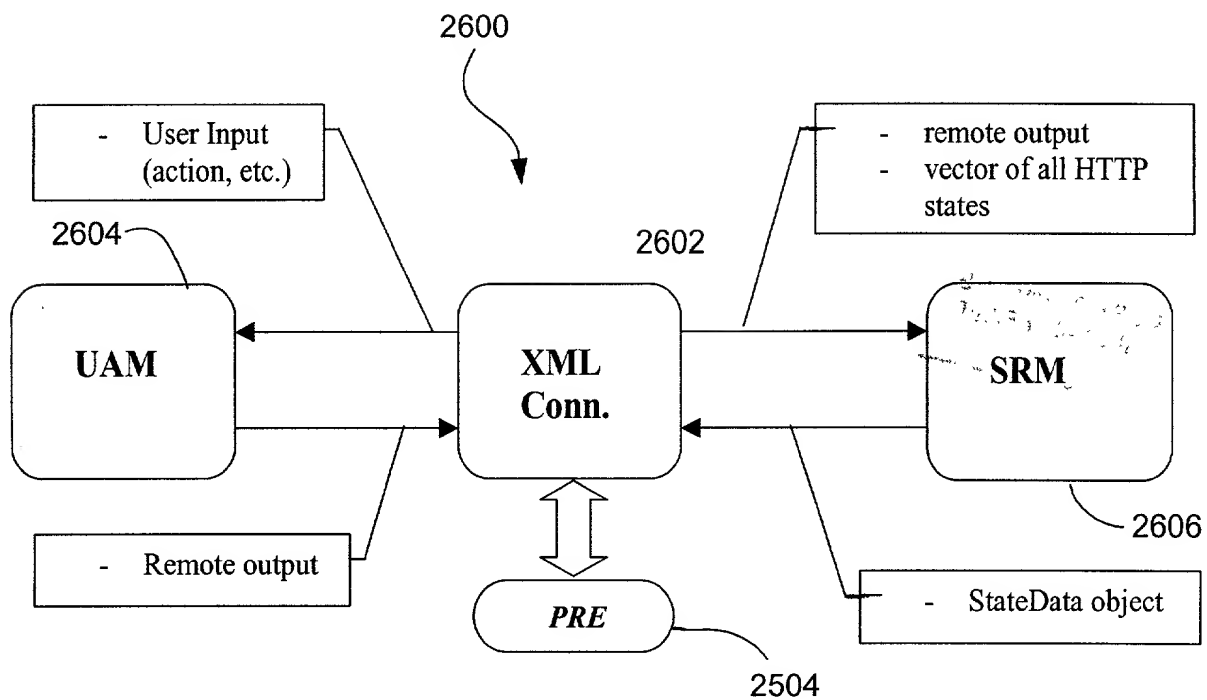 2600
- User Input
(action, etc.)
- remote output
- vector of all HTTP
states
2604
2602
UAM
XML
Conn.
SRM
2606
- Remote output
- StateData object
PRE
2504